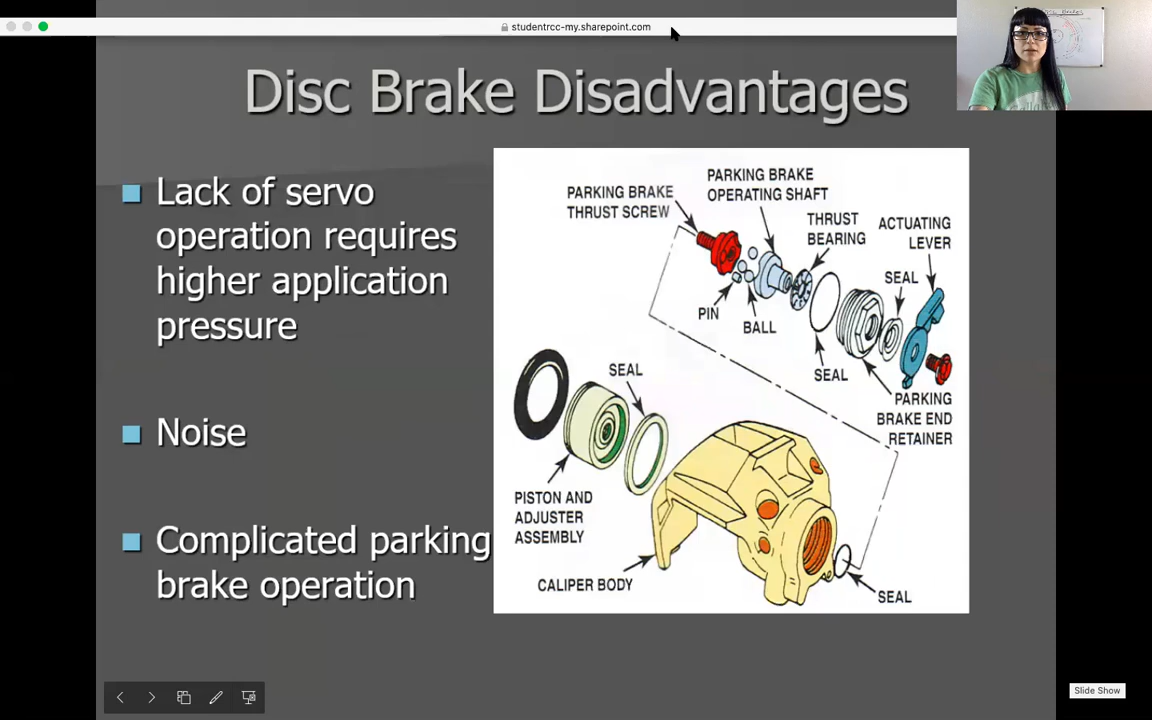 studentrcc-my.sharepoint.com
Disc Brake Disadvantages
Lack of servo
operation requires
higher application
pressure
Noise
Complicated parking
brake operation
PARKING BRAKE
THRUST SCREW
PARKING BRAKE
OPERATING SHAFT
THRUST
BEARING
ACTUATING
LEVER
SEAL
PIN
BALL
SEAL
PARKING
BRAKE END
RETAINER
SEAL
PISTON AND
ADJUSTER
ASSEMBLY
CALIPER BODY
SEAL
Slide Show